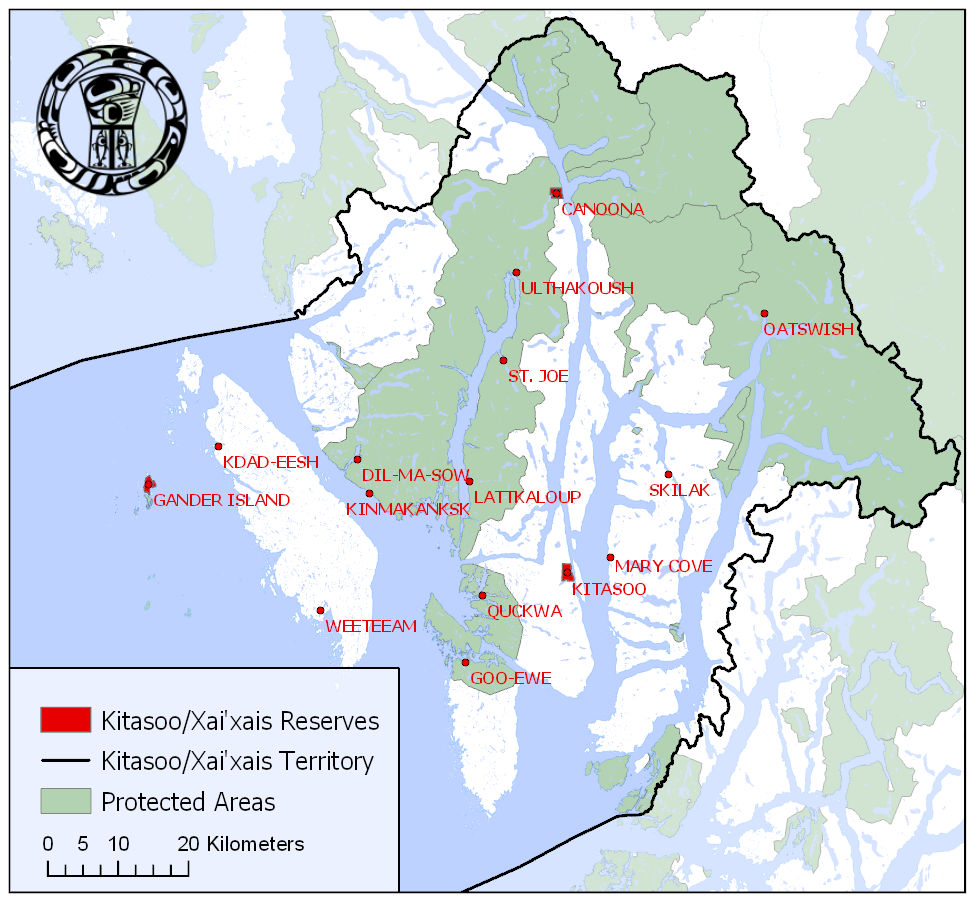 CANOONA
ULTHAKOUSH
OATSWISH
ST. JOE
KDAD-EESH
DIL-MA-SOW
GANDER ISLAND
KINMAKANKSK
LATTKALOUP
SKILAK
MARY COVE
KITASOO
QUCKWA
WEETEEAM
GOO-EWE
Kitasoo/Xai'xais Reserves
Kitasoo/Xai'xais Territory
Protected Areas
0 5 10 20 Kilometers